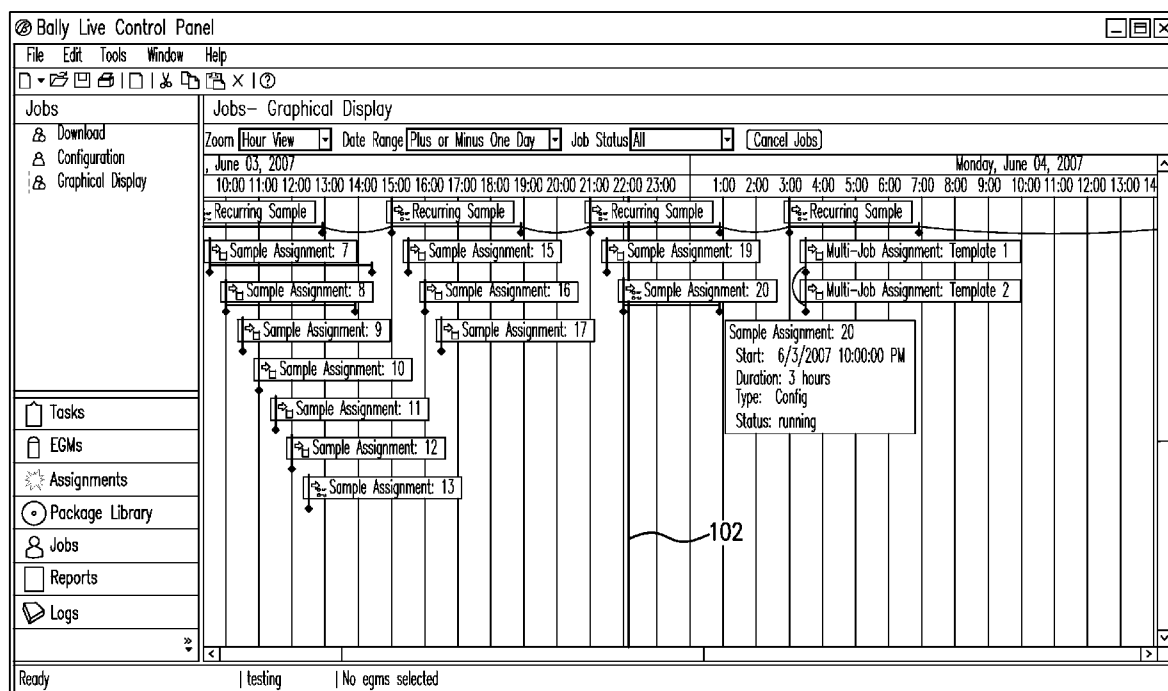 Bally Live Control Panel
File Edit Tools Window Help
Jobs
Download
Configuration
Graphical Display
Jobs- Graphical Display
Zoom Hour View Date Range Plus or Minus One Day Job Status All Cancel Jobs
, June 03, 2007 Monday, June 04, 2007
10:00 11:00 12:00 13:00 14:00 15:00 16:00 17:00 18:00 19:00 20:00 21:00 22:00 23:00 1:00 2:00 3:00 4:00 5:00 6:00 7:00 8:00 9:00 10:00 11:00 12:00 13:00 14
Recurring Sample Recurring Sample Recurring Sample Recurring Sample
Sample Assignment: 7 Sample Assignment: 15 Sample Assignment: 19 Multi-Job Assignment: Template 1
Sample Assignment: 8 Sample Assignment: 16 Sample Assignment: 20 Multi-Job Assignment: Template 2
Sample Assignment: 9 Sample Assignment: 17
Sample Assignment: 10
Sample Assignment: 11
Sample Assignment: 12
Sample Assignment: 13
Sample Assignment: 20
Start: 6/3/2007 10:00:00 PM
Duration: 3 hours
Type: Config
Status: running
102
Tasks
EGMs
Assignments
Package Library
Jobs
Reports
Logs
Ready | testing | No egms selected